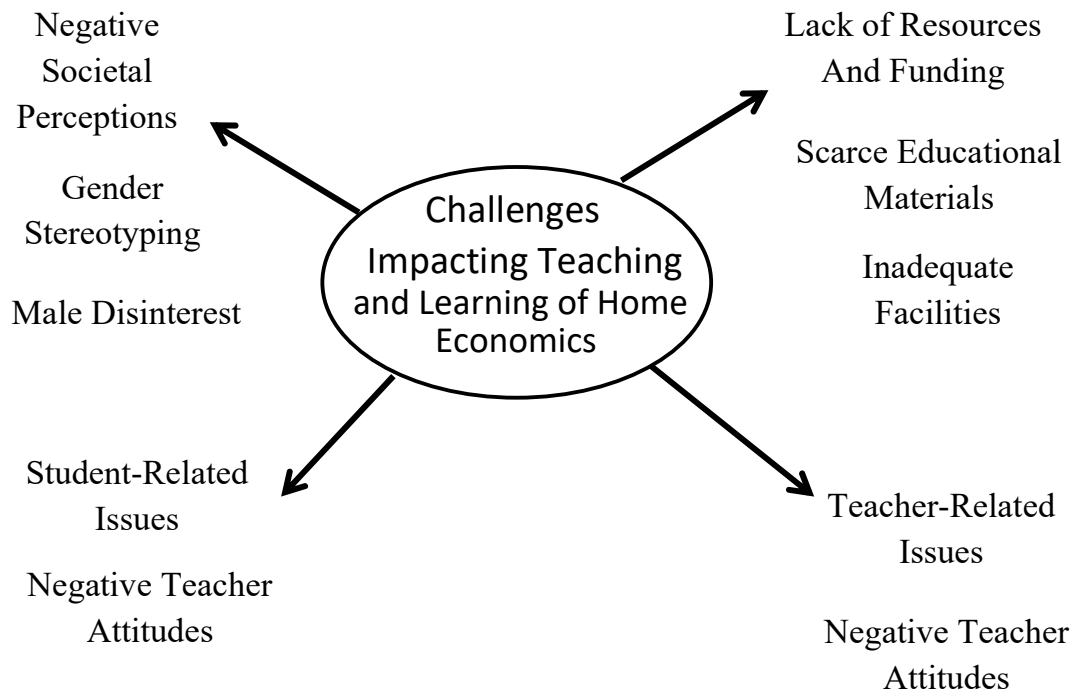 Negative
Societal
Perceptions
Gender
Stereotyping
Male Disinterest
Lack of Resources
And Funding
Scarce Educational
Materials
Inadequate
Facilities
Challenges
Impacting Teaching
and Learning of Home
Economics
Student-Related
Issues
Negative Teacher
Attitudes
Teacher-Related
Issues
Negative Teacher
Attitudes